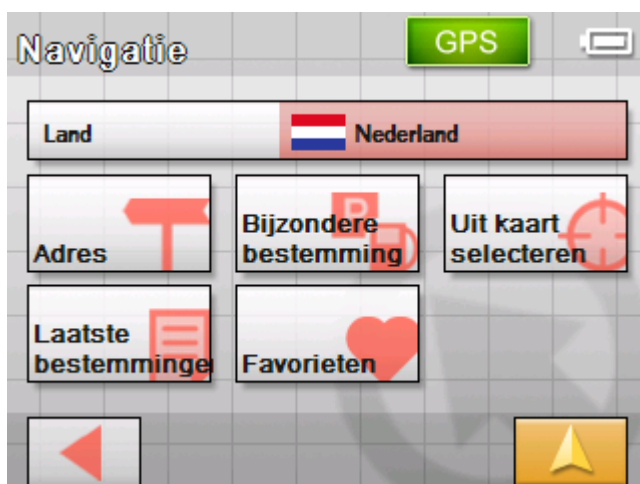 Navigatie
GPS
Land
Nederland
Adres
Bijzondere
bestemming
Uit kaart
selecteren
Laatste
bestemminge
Favorieten